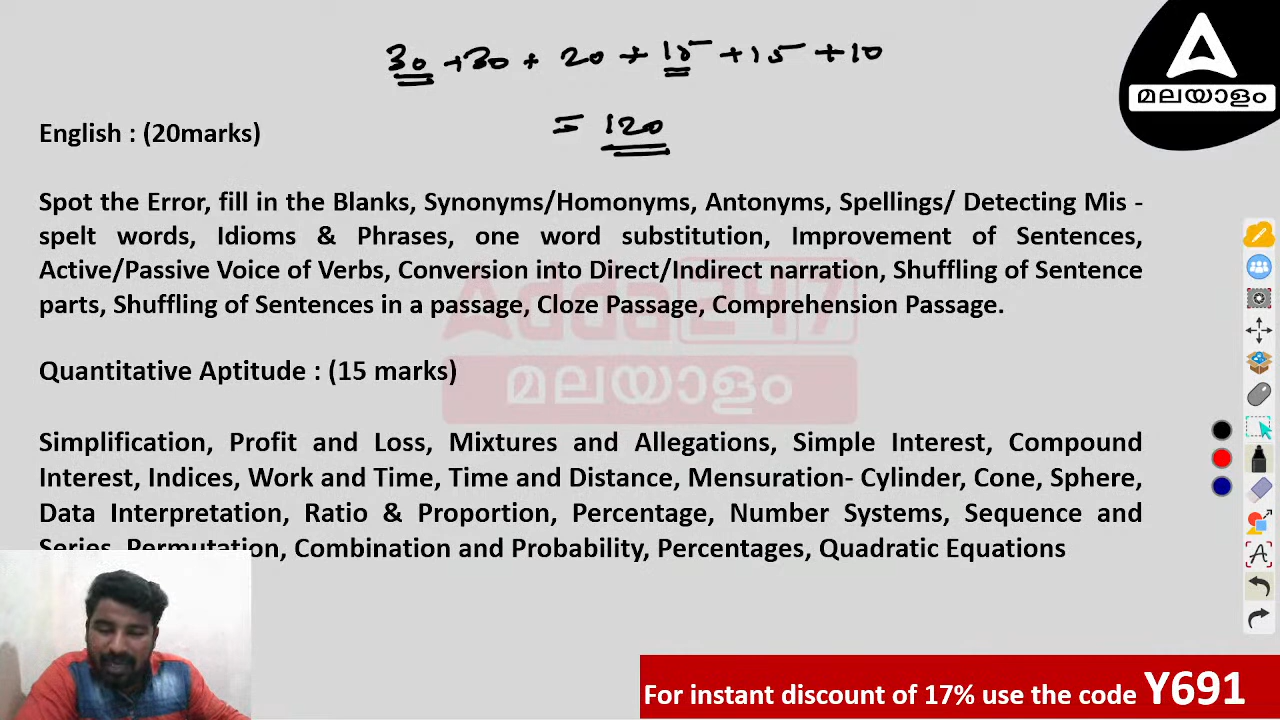 30 + 30 + 20 + 15 + 15 + 10
= 120
മലയാളം
English : (20marks)
Spot the Error, fill in the Blanks, Synonyms/Homonyms, Antonyms, Spellings/ Detecting Mis -
spelt words, Idioms & Phrases, one word substitution, Improvement of Sentences,
Active/Passive Voice of Verbs, Conversion into Direct/Indirect narration, Shuffling of Sentence
parts, Shuffling of Sentences in a passage, Cloze Passage, Comprehension Passage.
Adda247
മലയാളം
Quantitative Aptitude : (15 marks)
Simplification, Profit and Loss, Mixtures and Allegations, Simple Interest, Compound
Interest, Indices, Work and Time, Time and Distance, Mensuration- Cylinder, Cone, Sphere,
Data Interpretation, Ratio & Proportion, Percentage, Number Systems, Sequence and
Series, Permutation, Combination and Probability, Percentages, Quadratic Equations
For instant discount of 17% use the code Y691